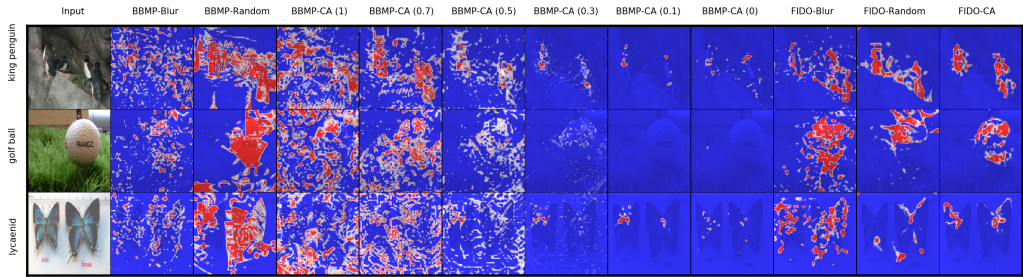 Input BBMP-Blur BBMP-Random BBMP-CA (1) BBMP-CA (0.7) BBMP-CA (0.5) BBMP-CA (0.3) BBMP-CA (0.1) BBMP-CA (0) FIDO-Blur FIDO-Random FIDO-CA
king penguin
golf ball
RANGE
lycaenid